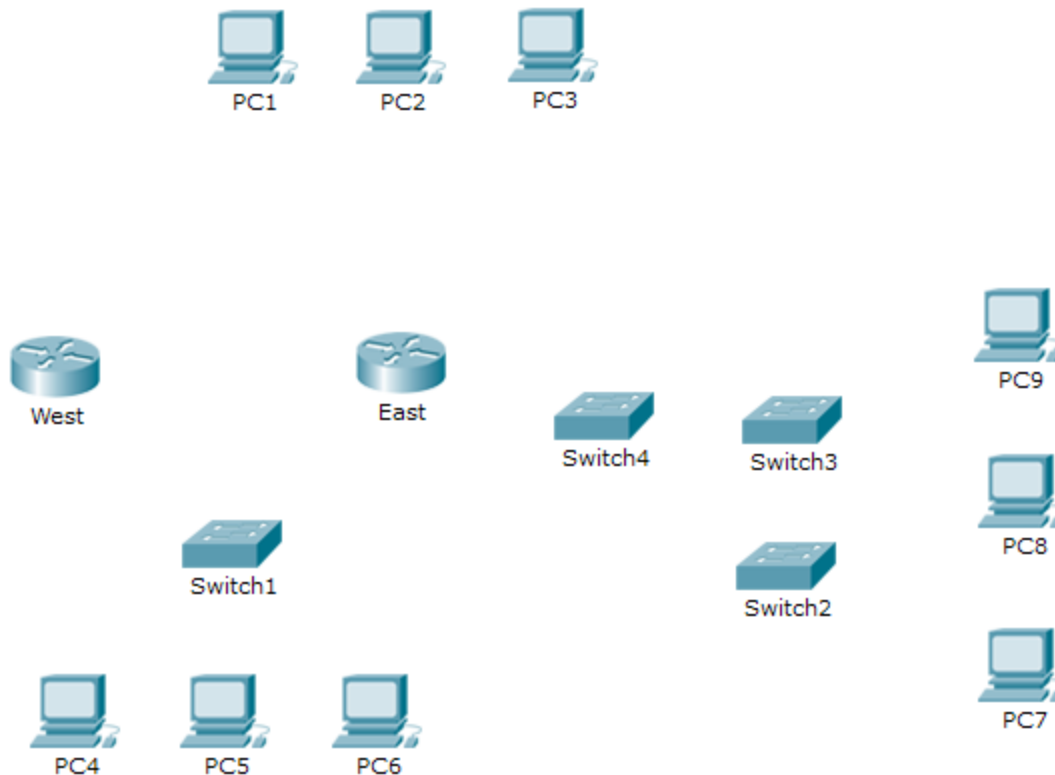 PC1
PC2
PC3
West
East
PC9
Switch4
Switch3
PC8
Switch1
Switch2
PC7
PC4
PC5
PC6